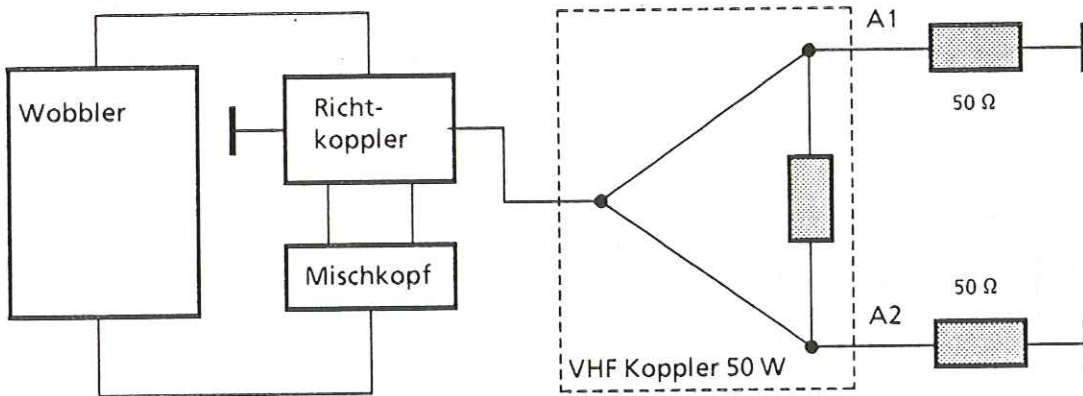 Wobbler
Richt-
koppler
Mischkopf
A1
50 Ω
50 Ω
A2
VHF Koppler 50 W